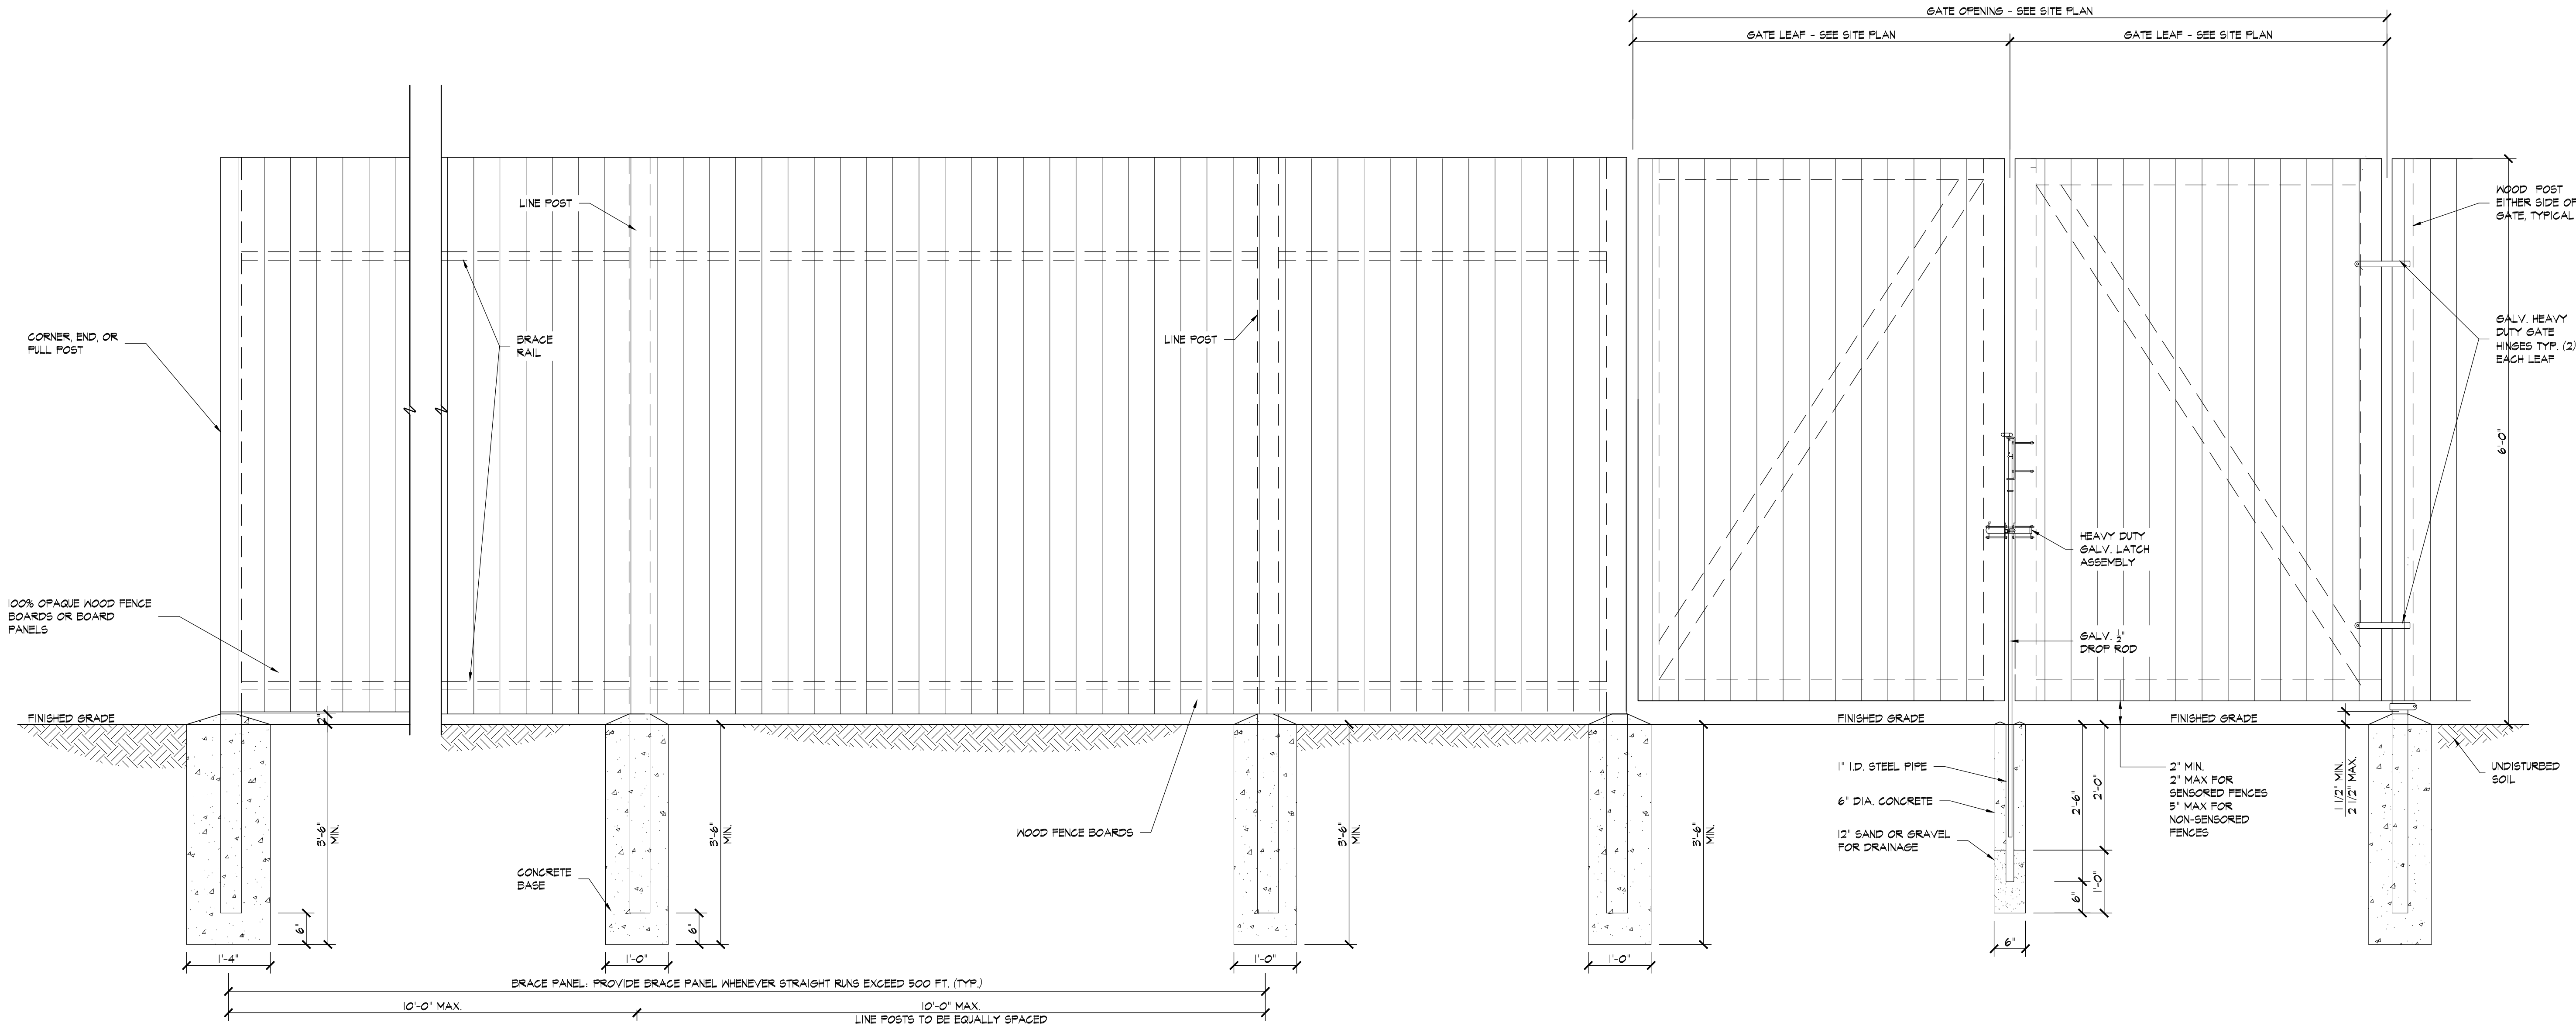 GATE OPENING - SEE SITE PLAN
GATE LEAF - SEE SITE PLAN
GATE LEAF - SEE SITE PLAN
LINE POST
WOOD POST
EITHER SIDE OF
GATE, TYPICAL
CORNER, END, OR
PULL POST
BRACE
RAIL
LINE POST
GALV. HEAVY
DUTY GATE
HINGES TYP. (2)
EACH LEAF
6'-0"
HEAVY DUTY
GALV. LATCH
ASSEMBLY
100% OPAQUE WOOD FENCE
BOARDS OR BOARD
PANELS
GALV. 1/2"
DROP ROD
FINISHED GRADE
2"
FINISHED GRADE
FINISHED GRADE
1" I.D. STEEL PIPE
6" DIA. CONCRETE
12" SAND OR GRAVEL
FOR DRAINAGE
2'-6"
2'-0"
6"
1'-0"
2" MIN.
2" MAX FOR
SENSORED FENCES
5" MAX FOR
NON-SENSORED
FENCES
1 1/2" MIN.
2 1/2" MAX.
UNDISTURBED
SOIL
3'-6"
MIN.
3'-6"
MIN.
WOOD FENCE BOARDS
3'-6"
MIN.
3'-6"
MIN.
CONCRETE
BASE
6"
6"
1'-4"
1'-0"
1'-0"
1'-0"
6"
BRACE PANEL: PROVIDE BRACE PANEL WHENEVER STRAIGHT RUNS EXCEED 500 FT. (TYP.)
10'-0" MAX.
10'-0" MAX.
LINE POSTS TO BE EQUALLY SPACED